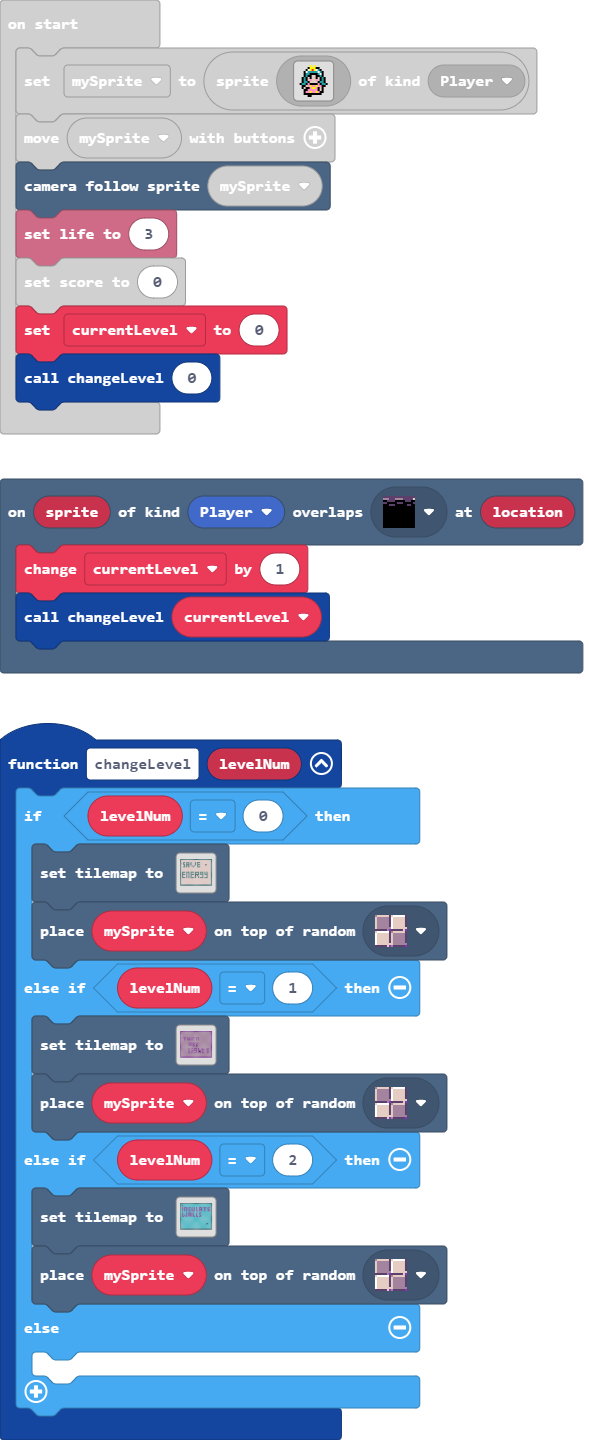 on start
set mySprite to sprite of kind Player
move mySprite with buttons
camera follow sprite mySprite
set life to 3
set score to 0
set currentLevel to 0
call changeLevel 0
on sprite of kind Player overlaps at location
change currentLevel by 1
call changeLevel currentLevel
function changeLevel levelNum
if levelNum = 0 then
set tilemap to SAVE ENERGY
place mySprite on top of random
else if levelNum = 1 then
set tilemap to
place mySprite on top of random
else if levelNum = 2 then
set tilemap to
place mySprite on top of random
else